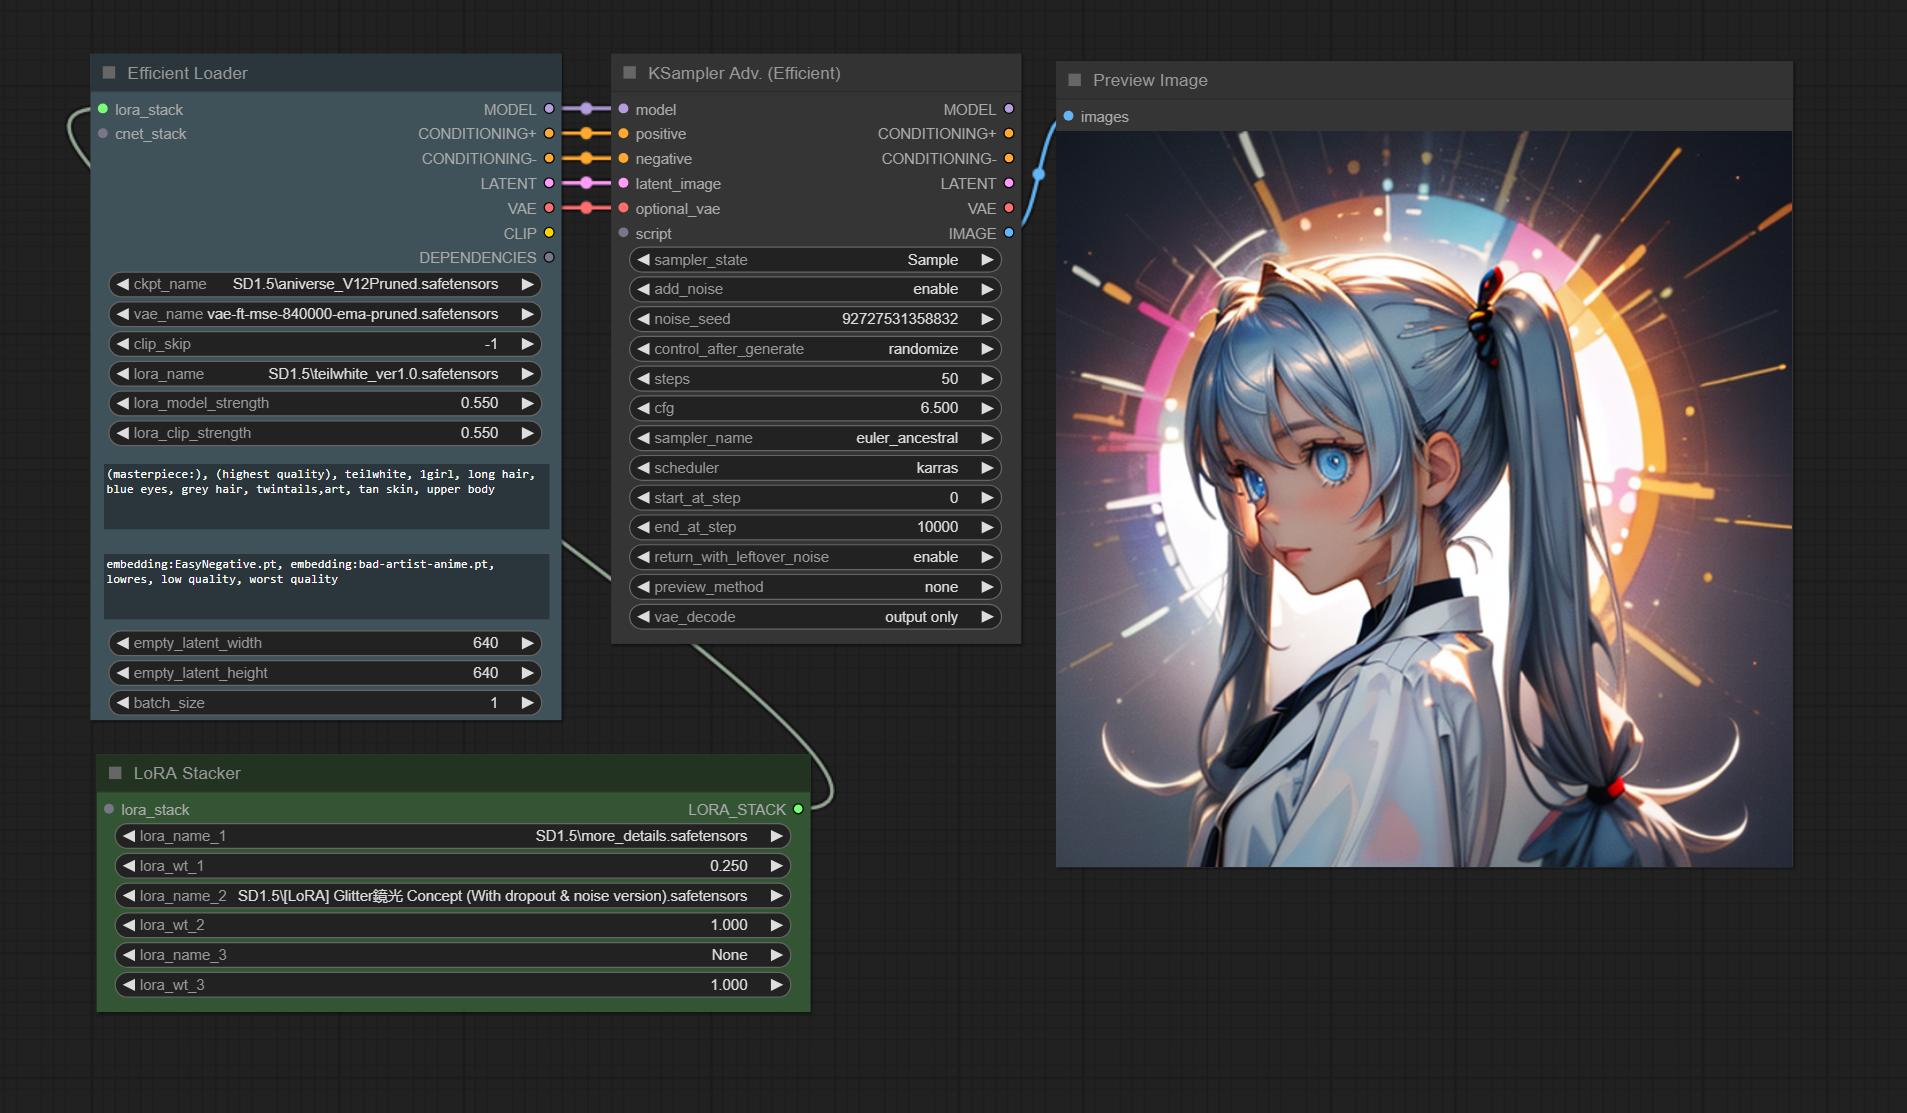 Efficient Loader
lora_stack MODEL
cnet_stack CONDITIONING+
CONDITIONING-
LATENT
VAE
CLIP
DEPENDENCIES
ckpt_name SD1.5\aniverse_V12Pruned.safetensors
vae_name vae-ft-mse-840000-ema-pruned.safetensors
clip_skip -1
lora_name SD1.5\teilwhite_ver1.0.safetensors
lora_model_strength 0.550
lora_clip_strength 0.550
(masterpiece:), (highest quality), teilwhite, 1girl, long hair,
blue eyes, grey hair, twintails,art, tan skin, upper body
embedding:EasyNegative.pt, embedding:bad-artist-anime.pt,
lowres, low quality, worst quality
empty_latent_width 640
empty_latent_height 640
batch_size 1
KSampler Adv. (Efficient)
model MODEL
positive CONDITIONING+
negative CONDITIONING-
latent_image LATENT
optional_vae VAE
script IMAGE
sampler_state Sample
add_noise enable
noise_seed 92727531358832
control_after_generate randomize
steps 50
cfg 6.500
sampler_name euler_ancestral
scheduler karras
start_at_step 0
end_at_step 10000
return_with_leftover_noise enable
preview_method none
vae_decode output only
Preview Image
images
LoRA Stacker
lora_stack LORA_STACK
lora_name_1 SD1.5\more_details.safetensors
lora_wt_1 0.250
lora_name_2 SD1.5\[LoRA] Glitter鏡光 Concept (With dropout & noise version).safetensors
lora_wt_2 1.000
lora_name_3 None
lora_wt_3 1.000